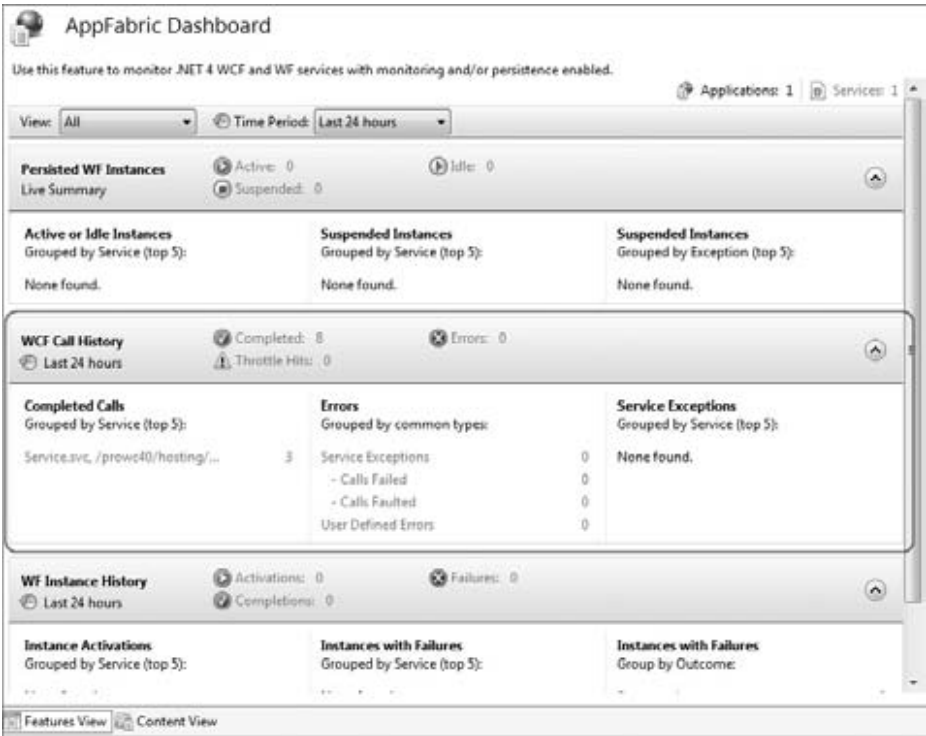 AppFabric Dashboard
Use this feature to monitor .NET 4 WCF and WF services with monitoring and/or persistence enabled.
Applications: 1 Services: 1
View: All Time Period: Last 24 hours
Persisted WF Instances Active: 0 Idle: 0
Live Summary Suspended: 0
Active or Idle Instances Suspended Instances Suspended Instances
Grouped by Service (top 5): Grouped by Service (top 5): Grouped by Exception (top 5):
None found. None found. None found.
WCF Call History Completed: 8 Errors: 0
Last 24 hours Throttle Hits: 0
Completed Calls Errors Service Exceptions
Grouped by Service (top 5): Grouped by common types: Grouped by Service (top 5):
Service.svc, /prowc40/hosting/... 3 Service Exceptions 0 None found.
- Calls Failed 0
- Calls Faulted 0
User Defined Errors 0
WF Instance History Activations: 0 Failures: 0
Last 24 hours Completions: 0
Instance Activations Instances with Failures Instances with Failures
Grouped by Service (top 5): Grouped by Service (top 5): Group by Outcome:
Features View Content View